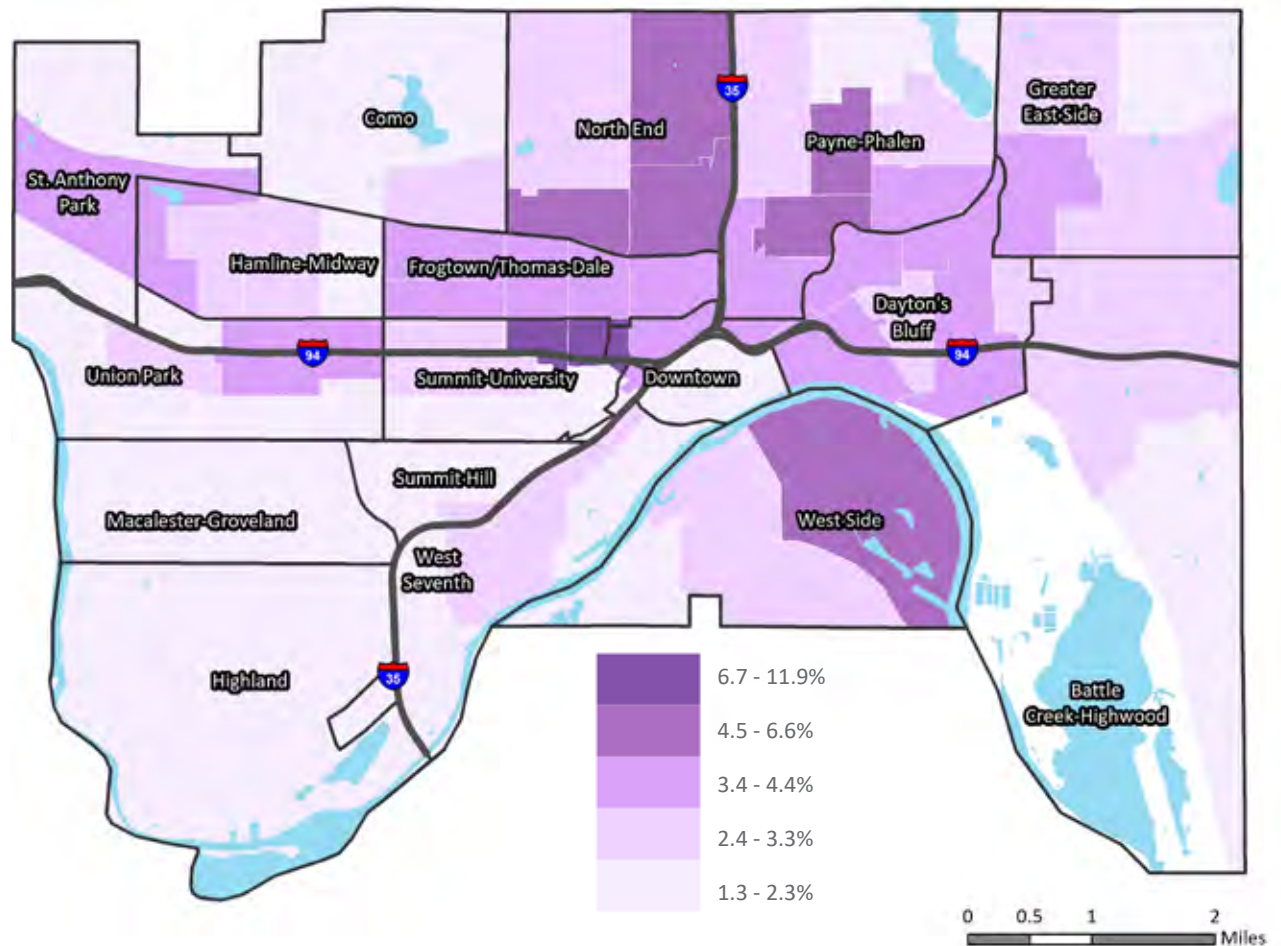 35
Greater
East-Side
Como
North End
Payne-Phalen
St. Anthony
Park
Hamline-Midway
Frogtown/Thomas-Dale
Dayton's
Bluff
94
94
Union Park
Summit-University
Downtown
Summit-Hill
Macalester-Groveland
West-Side
West
Seventh
Highland
35
6.7 - 11.9%
4.5 - 6.6%
3.4 - 4.4%
2.4 - 3.3%
1.3 - 2.3%
Battle
Creek-Highwood
0 0.5 1 2
Miles